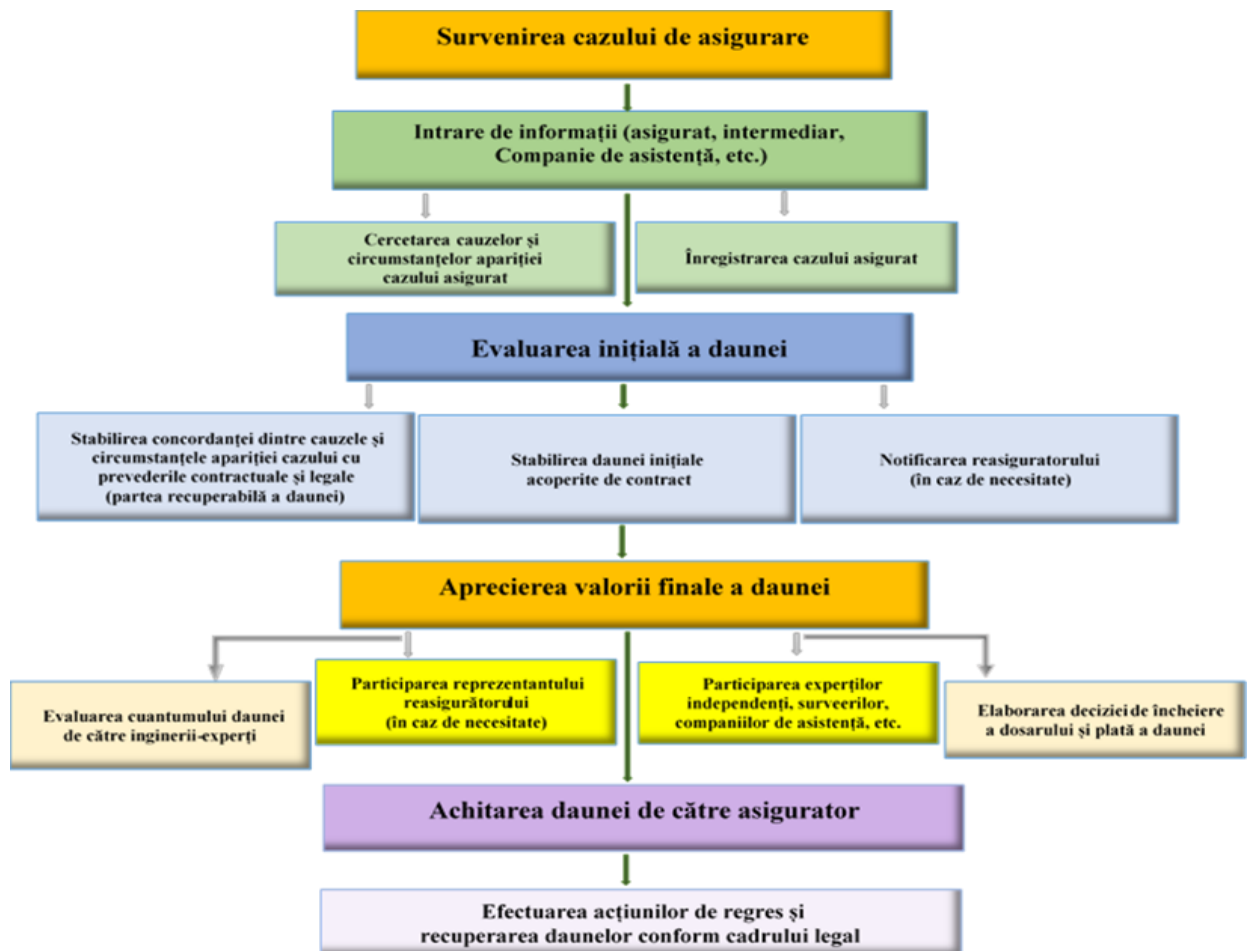 Survenirea cazului de asigurare
Intrare de informații (asigurat, intermediar,
Companie de asistență, etc.)
Cercetarea cauzelor și
circumstanțelor apariției
cazului asigurat
Înregistrarea cazului asigurat
Evaluarea inițială a daunei
Stabilirea concordanței dintre cauzele și
circumstanțele apariției cazului cu
prevederile contractuale și legale
(partea recuperabilă a daunei)
Stabilirea daunei inițiale
acoperite de contract
Notificarea reasiguratorului
(în caz de necesitate)
Aprecierea valorii finale a daunei
Evaluarea cuantumului daunei
de către inginerii-experți
Participarea reprezentantului
reasigurătorului
(în caz de necesitate)
Participarea experților
independenți, surveerilor,
companiilor de asistență, etc.
Elaborarea deciziei de încheiere
a dosarului și plată a daunei
Achitarea daunei de către asigurator
Efectuarea acțiunilor de regres și
recuperarea daunelor conform cadrului legal